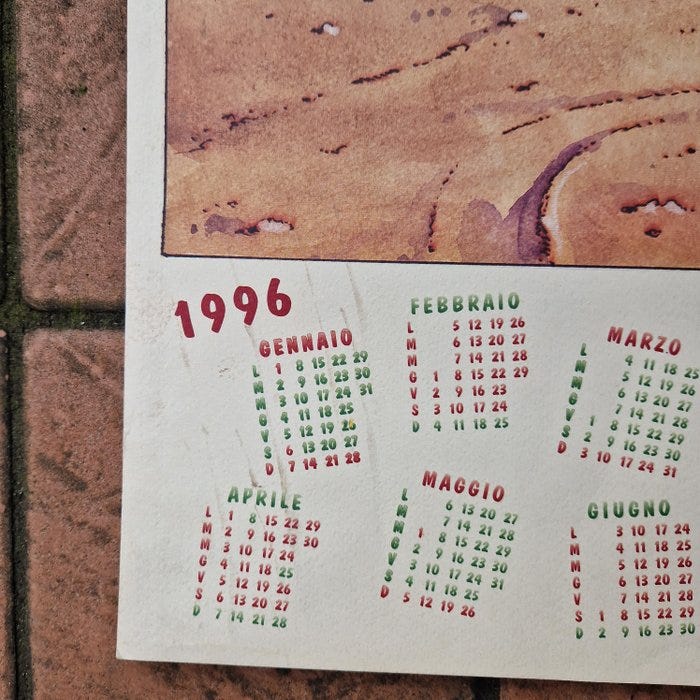 1996
GENNAIO
L 1 8 15 22 29
M 2 9 16 23 30
M 3 10 17 24 31
G 4 11 18 25
V 5 12 19 26
S 6 13 20 27
D 7 14 21 28
FEBBRAIO
L 5 12 19 26
M 6 13 20 27
M 7 14 21 28
G 1 8 15 22 29
V 2 9 16 23
S 3 10 17 24
D 4 11 18 25
MARZO
L 4 11 18 25
M 5 12 19 26
M 6 13 20 27
G 7 14 21 28
V 1 8 15 22 29
S 2 9 16 23 30
D 3 10 17 24 31
APRILE
L 1 8 15 22 29
M 2 9 16 23 30
M 3 10 17 24
G 4 11 18 25
V 5 12 19 26
S 6 13 20 27
D 7 14 21 28
MAGGIO
L 6 13 20 27
M 7 14 21 28
M 1 8 15 22 29
G 2 9 16 23 30
V 3 10 17 24 31
S 4 11 18 25
D 5 12 19 26
GIUGNO
L 3 10 17 24
M 4 11 18 25
M 5 12 19 26
G 6 13 20 27
V 7 14 21 28
S 1 8 15 22 29
D 2 9 16 23 30